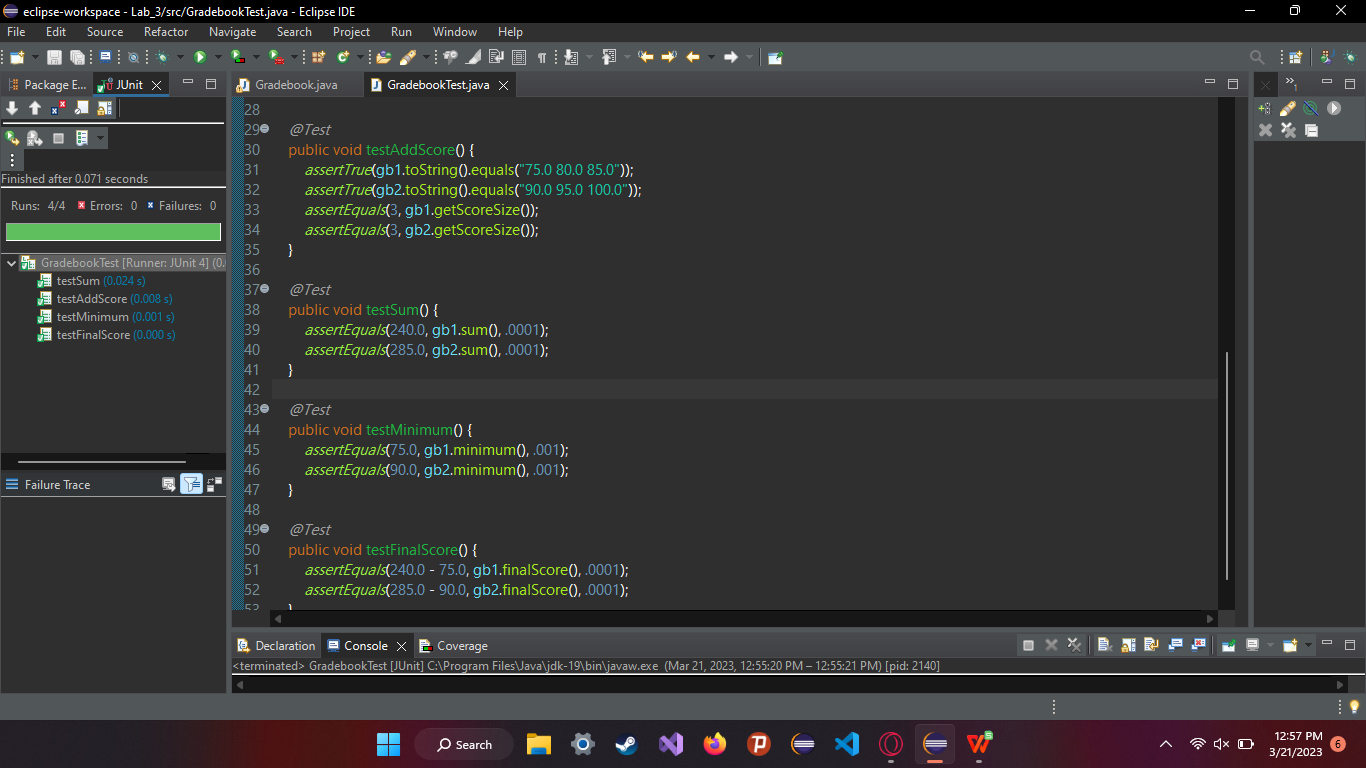 eclipse-workspace - Lab_3/src/GradebookTest.java - Eclipse IDE
File Edit Source Refactor Navigate Search Project Run Window Help
Package E... JUnit
Gradebook.java GradebookTest.java
Finished after 0.071 seconds
Runs: 4/4 Errors: 0 Failures: 0
GradebookTest [Runner: JUnit 4] (0.
testSum (0.024 s)
testAddScore (0.008 s)
testMinimum (0.001 s)
testFinalScore (0.000 s)
Failure Trace
28
29 @Test
30 public void testAddScore() {
31 assertTrue(gb1.toString().equals("75.0 80.0 85.0"));
32 assertTrue(gb2.toString().equals("90.0 95.0 100.0"));
33 assertEquals(3, gb1.getScoreSize());
34 assertEquals(3, gb2.getScoreSize());
35 }
36
37 @Test
38 public void testSum() {
39 assertEquals(240.0, gb1.sum(), .0001);
40 assertEquals(285.0, gb2.sum(), .0001);
41 }
42
43 @Test
44 public void testMinimum() {
45 assertEquals(75.0, gb1.minimum(), .001);
46 assertEquals(90.0, gb2.minimum(), .001);
47 }
48
49 @Test
50 public void testFinalScore() {
51 assertEquals(240.0 - 75.0, gb1.finalScore(), .0001);
52 assertEquals(285.0 - 90.0, gb2.finalScore(), .0001);
53 }
Declaration Console Coverage
<terminated> GradebookTest [JUnit] C:\Program Files\Java\jdk-19\bin\javaw.exe (Mar 21, 2023, 12:55:20 PM – 12:55:21 PM) [pid: 2140]
Search
12:57 PM
3/21/2023
6